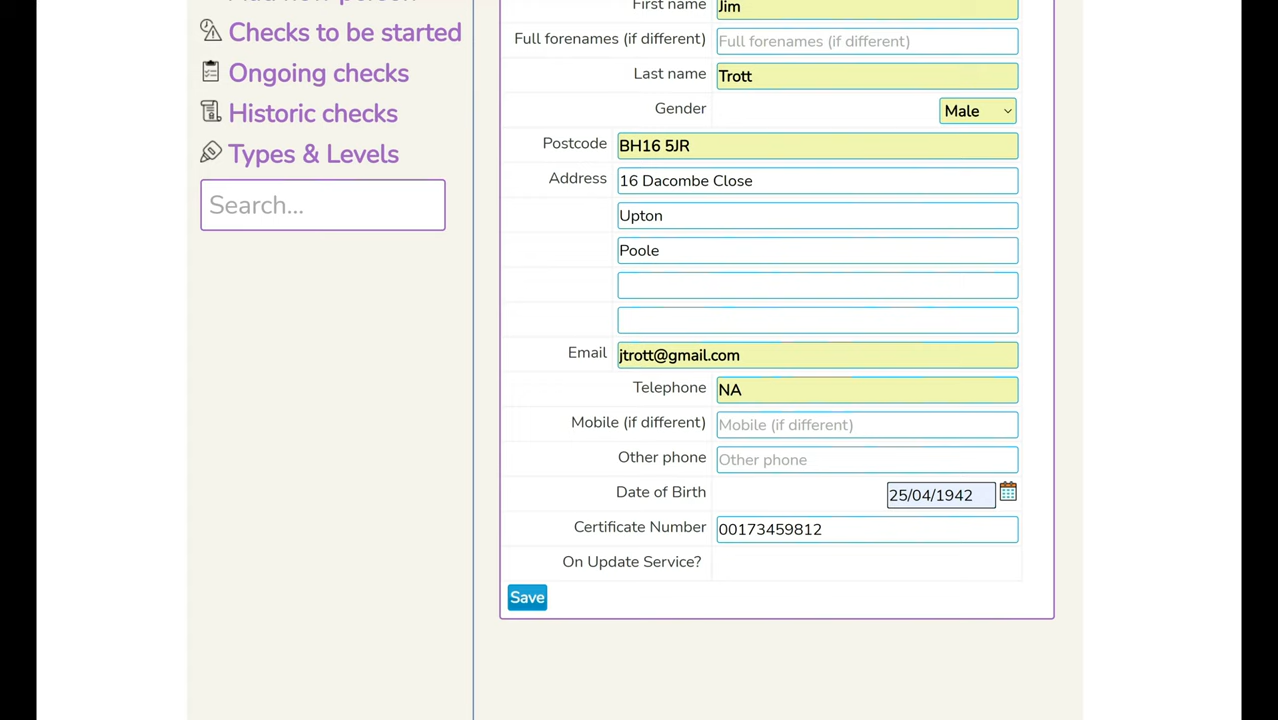 Add new person
Checks to be started
Ongoing checks
Historic checks
Types & Levels
Search...
First name Jim
Full forenames (if different) Full forenames (if different)
Last name Trott
Gender Male
Postcode BH16 5JR
Address 16 Dacombe Close
Upton
Poole
Email jtrott@gmail.com
Telephone NA
Mobile (if different) Mobile (if different)
Other phone Other phone
Date of Birth 25/04/1942
Certificate Number 00173459812
On Update Service?
Save